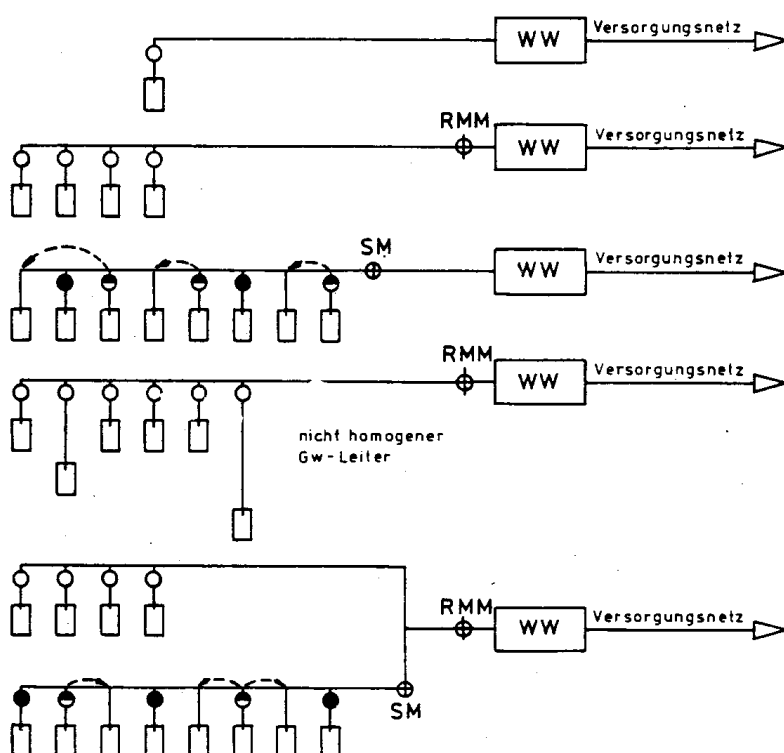 WW Versorgungsnetz
RMM WW Versorgungsnetz
SM WW Versorgungsnetz
RMM WW Versorgungsnetz
nicht homogener
Gw-Leiter
RMM WW Versorgungsnetz
SM